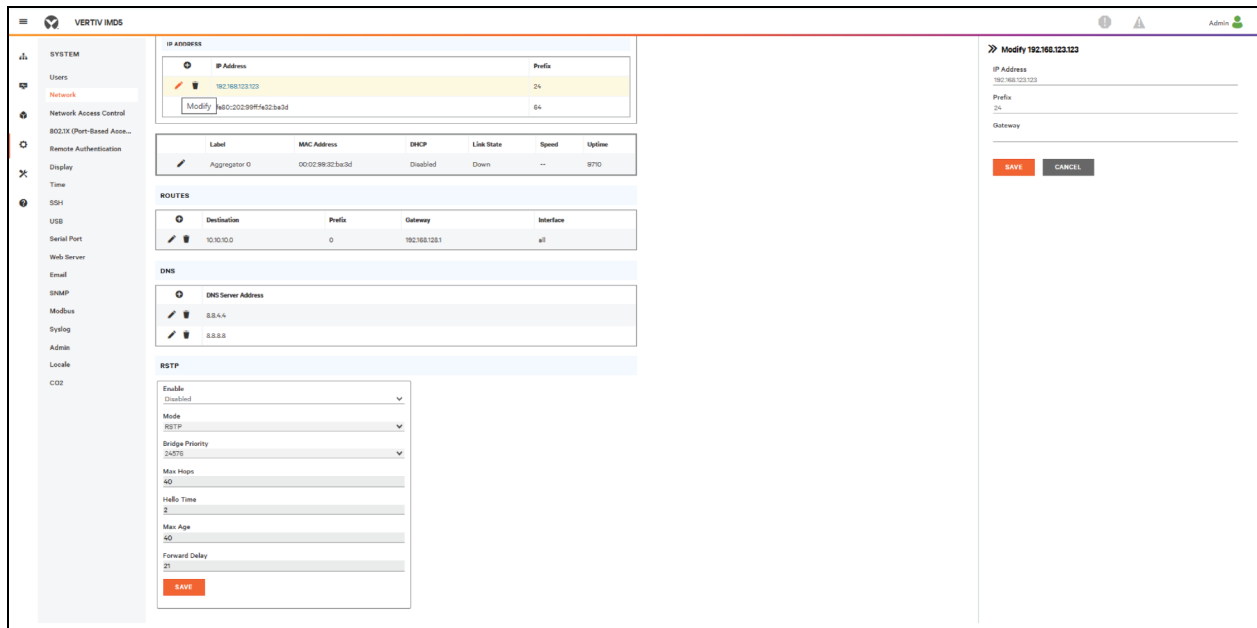 VERTIV IMD5
Admin
SYSTEM
Users
Network
Network Access Control
802.1X (Port-Based Acce...
Remote Authentication
Display
Time
SSH
USB
Serial Port
Web Server
Email
SNMP
Modbus
Syslog
Admin
Locale
CO2
IP ADDRESS
IP Address Prefix
192.168.123.123 24
Modify
fe80::202:99ff:fe32:ba3d 64
Label MAC Address DHCP Link State Speed Uptime
Aggregator 0 00:02:99:32:ba:3d Disabled Down -- 9710
ROUTES
Destination Prefix Gateway Interface
10.10.10.0 0 192.168.128.1 all
DNS
DNS Server Address
8.8.4.4
8.8.8.8
RSTP
Enable
Disabled
Mode
RSTP
Bridge Priority
24576
Max Hops
40
Hello Time
2
Max Age
40
Forward Delay
21
SAVE
Modify 192.168.123.123
IP Address
192.168.123.123
Prefix
24
Gateway
SAVE CANCEL